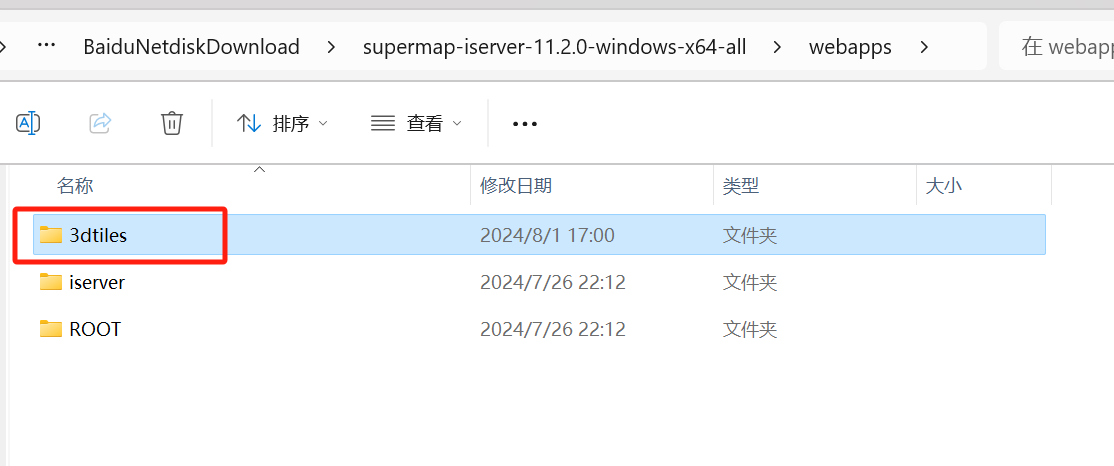 … BaiduNetdiskDownload > supermap-iserver-11.2.0-windows-x64-all > webapps > 在 webapp
A 排序 查看 …
名称 修改日期 类型 大小
3dtiles 2024/8/1 17:00 文件夹
iserver 2024/7/26 22:12 文件夹
ROOT 2024/7/26 22:12 文件夹